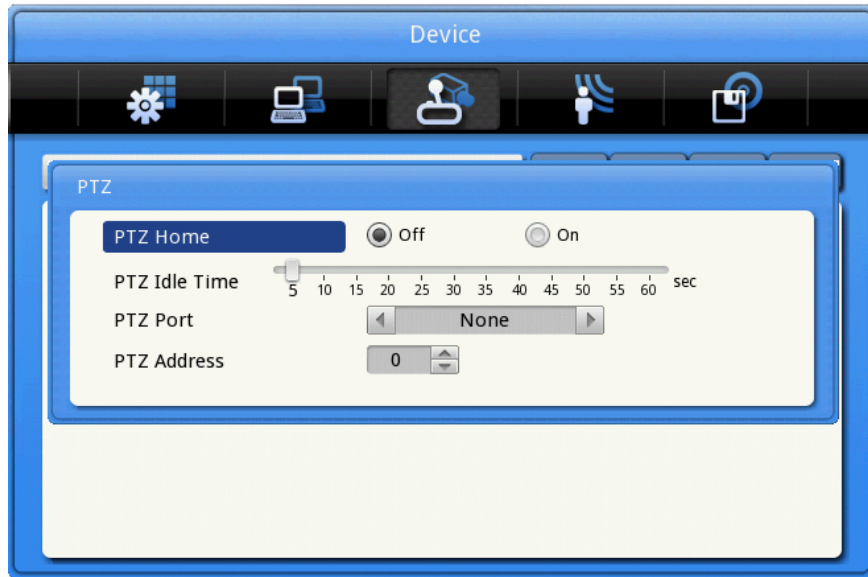 Device
PTZ
PTZ Home Off On
PTZ Idle Time 5 10 15 20 25 30 35 40 45 50 55 60 sec
PTZ Port None
PTZ Address 0